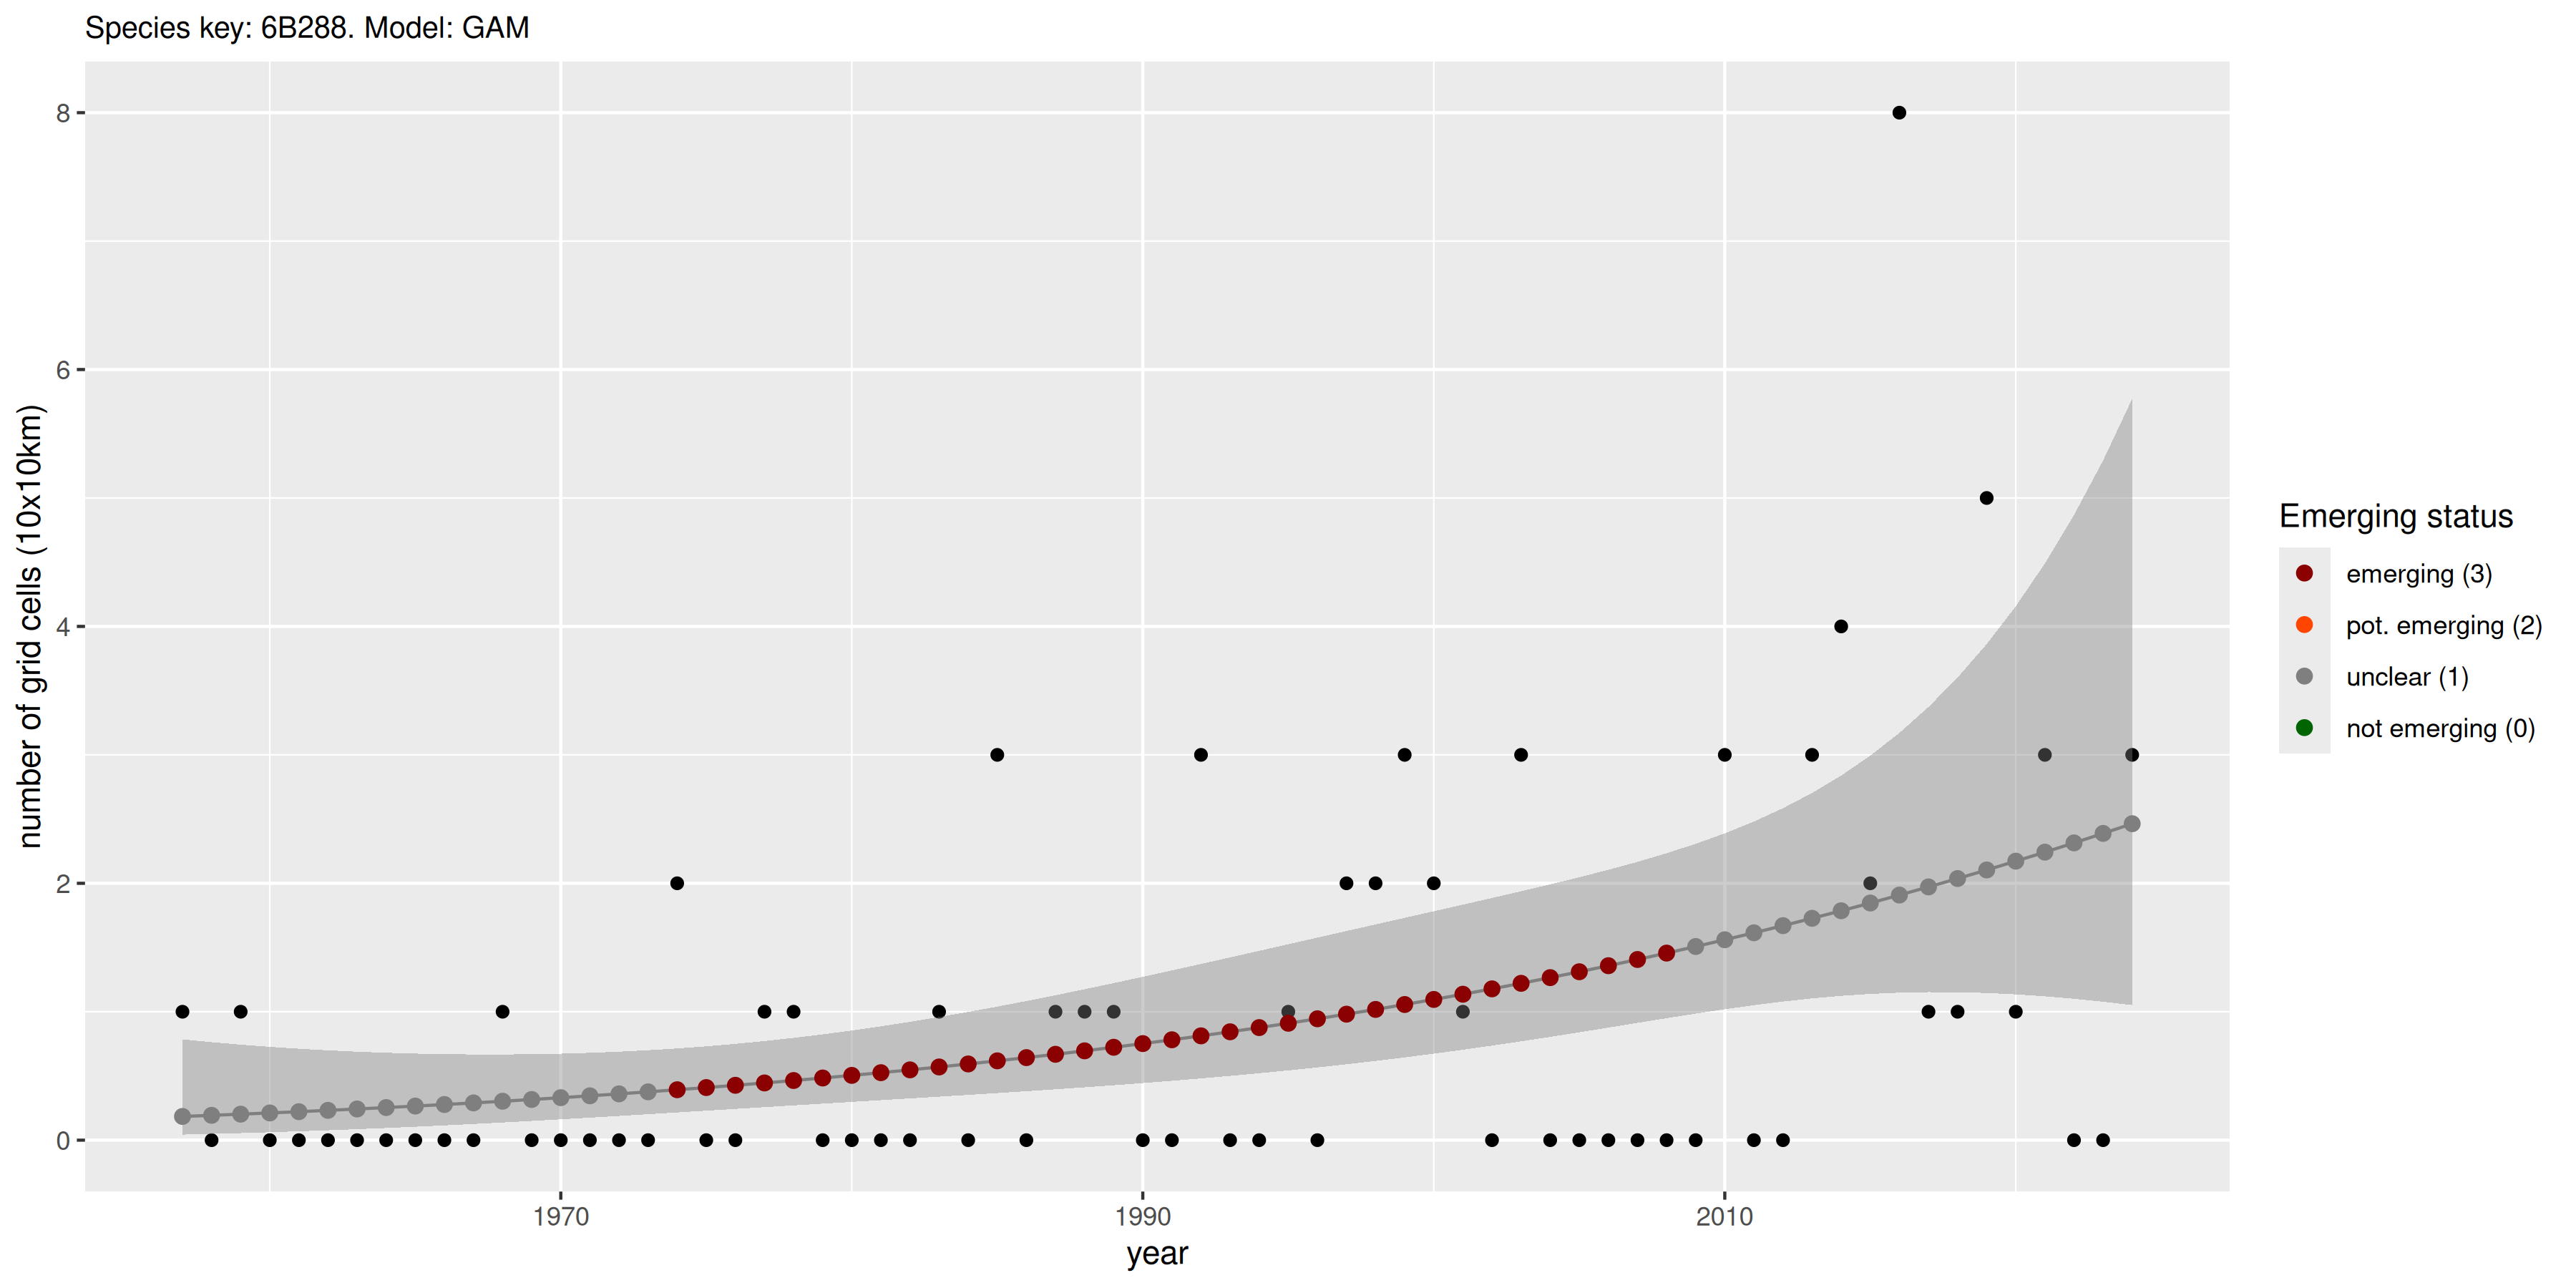 Species key: 6B288. Model: GAM
8
6
4
2
0
number of grid cells (10x10km)
1970
1990
2010
year
Emerging status
emerging (3)
pot. emerging (2)
unclear (1)
not emerging (0)